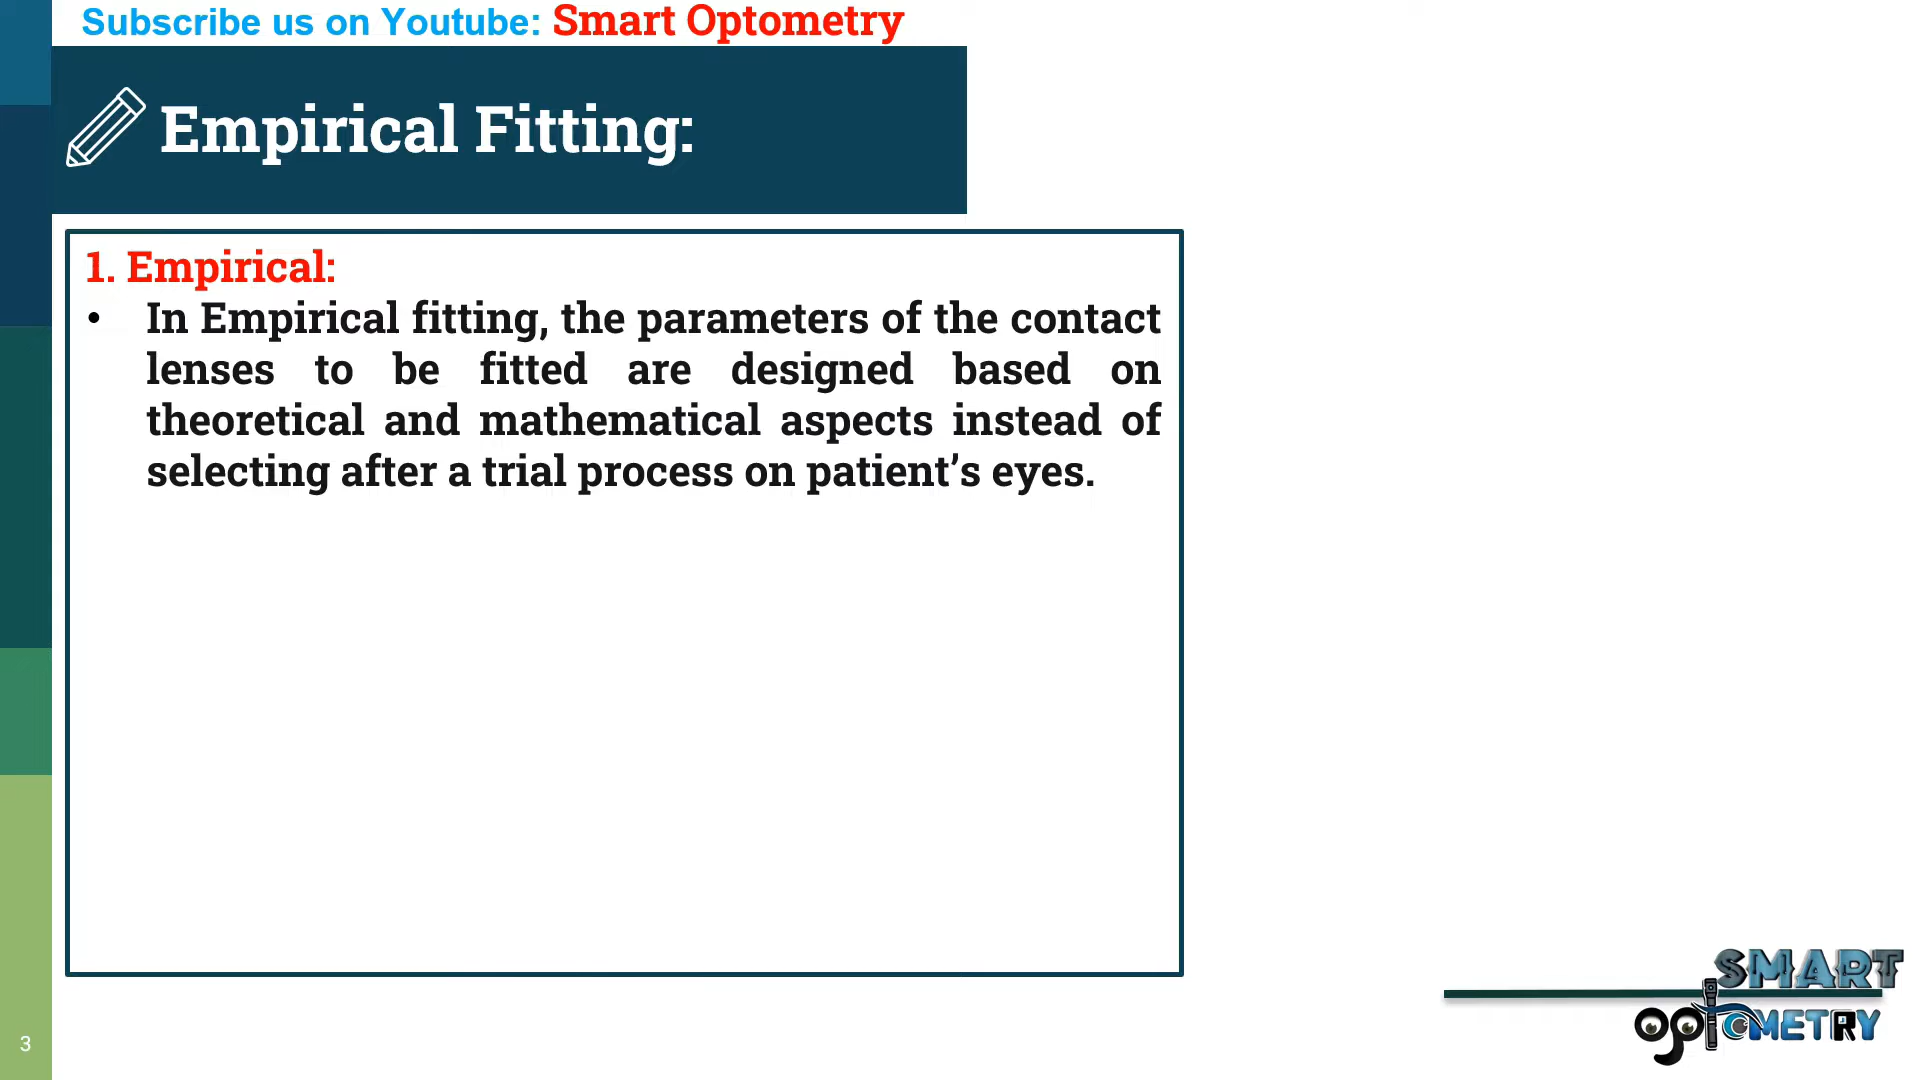 Subscribe us on Youtube: Smart Optometry
Empirical Fitting:
1. Empirical:
• In Empirical fitting, the parameters of the contact
lenses to be fitted are designed based on
theoretical and mathematical aspects instead of
selecting after a trial process on patient’s eyes.
SMART
OptOMETRY
3